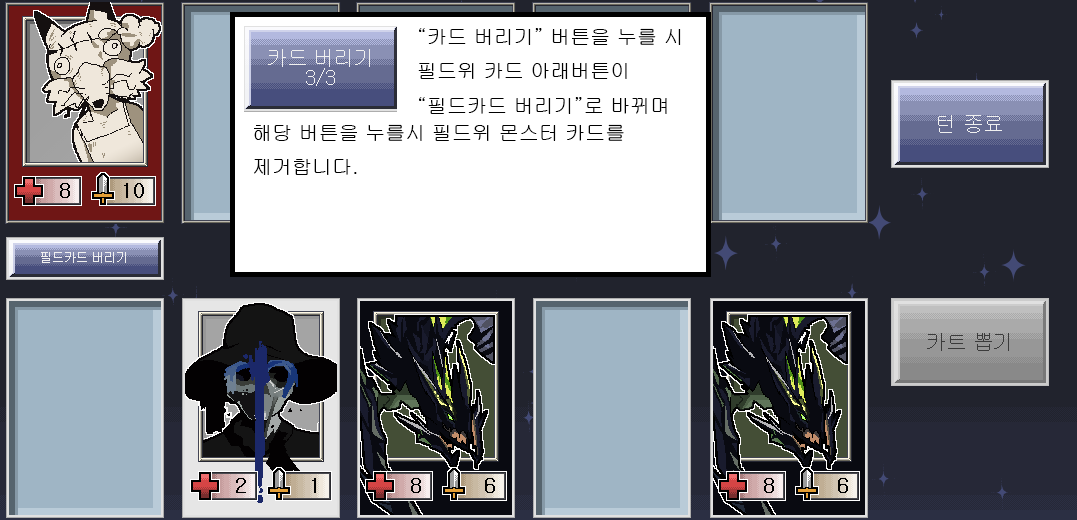 카드 버리기
3/3
“카드 버리기” 버튼을 누를 시
필드위 카드 아래버튼이
“필드카드 버리기”로 바뀌며
해당 버튼을 누를시 필드위 몬스터 카드를
제거합니다.
턴 종료
8 10
필드카드 버리기
카트 뽑기
2 1
8 6
8 6